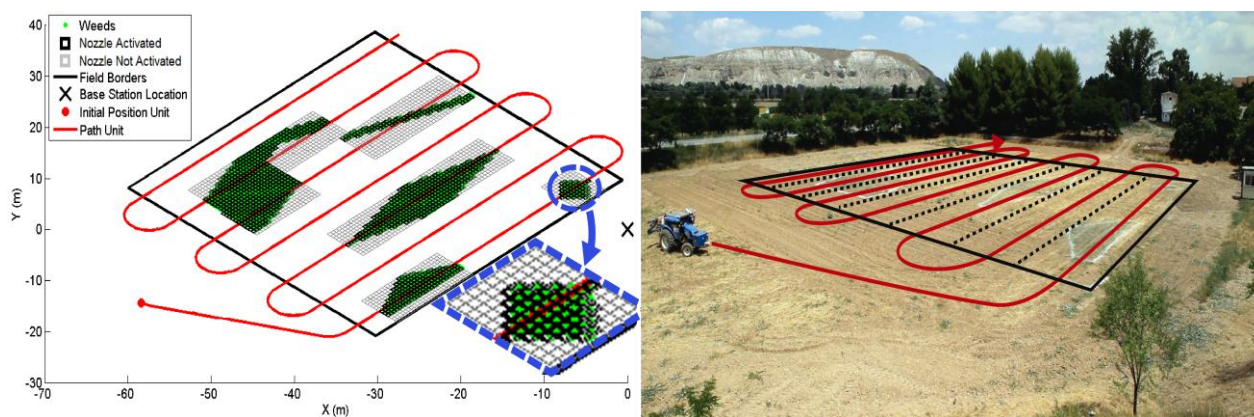 Weeds
Nozzle Activated
Nozzle Not Activated
Field Borders
Base Station Location
Initial Position Unit
Path Unit
40
30
20
10
0
-10
-20
-30
Y (m)
-70
-60
-50
-40
-30
-20
-10
0
X (m)